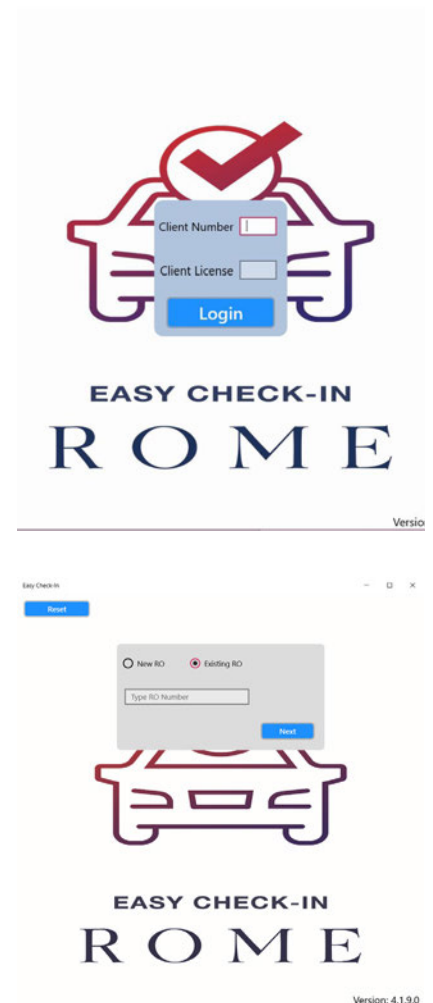 Client Number
Client License
Login
EASY CHECK-IN
ROME
Versio
Easy Check-In
Reset
New RO Existing RO
Type RO Number
Next
EASY CHECK-IN
ROME
Version: 4.1.9.0